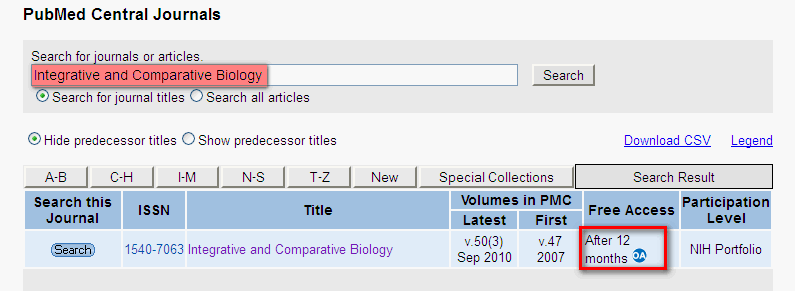 PubMed Central Journals
Search for journals or articles.
Integrative and Comparative Biology
Search
Search for journal titles Search all articles
Hide predecessor titles Show predecessor titles Download CSV Legend
A-B C-H I-M N-S T-Z New Special Collections Search Result
Search this Journal ISSN Title Volumes in PMC Free Access Participation Level
Latest First
Search 1540-7063 Integrative and Comparative Biology v.50(3) v.47 After 12 NIH Portfolio
Sep 2010 2007 months OA